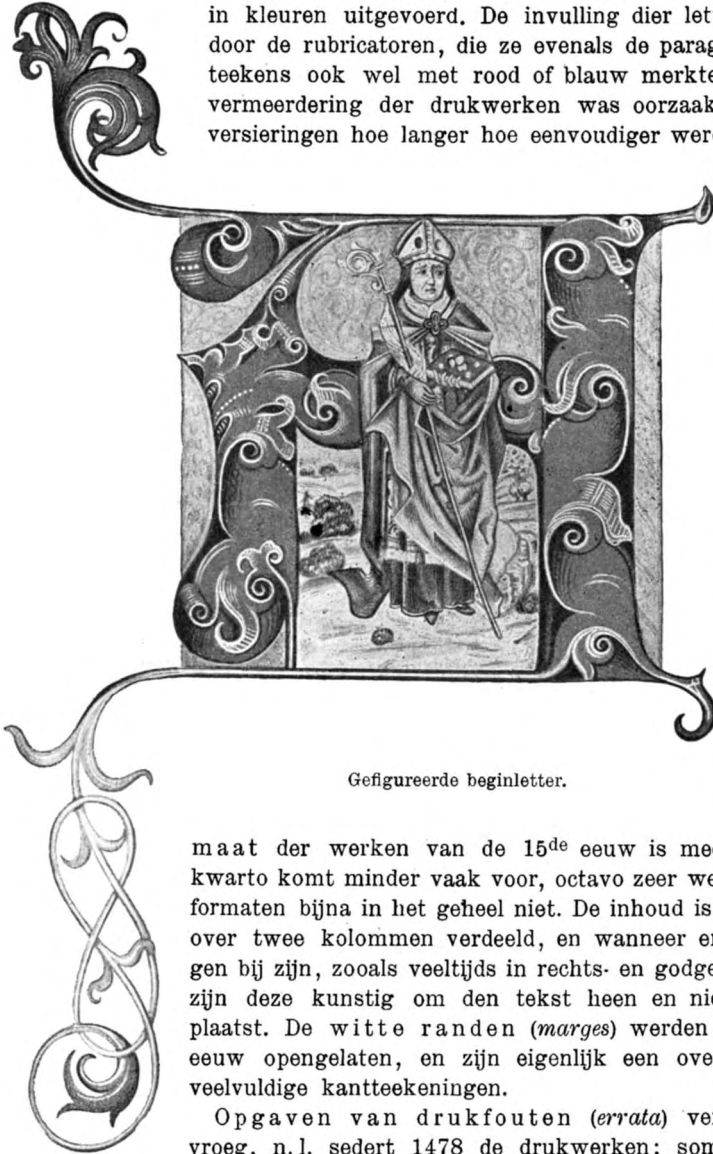 in kleuren uitgevoerd. De invulling dier let
door de rubricatoren, die ze evenals de parag
teekens ook wel met rood of blauw merkte
vermeerdering der drukwerken was oorzaak
versieringen hoe langer hoe eenvoudiger wer
Gefigureerde beginletter.
maat der werken van de 15de eeuw is mee
kwarto komt minder vaak voor, octavo zeer we
formaten bijna in het geheel niet. De inhoud is
over twee kolommen verdeeld, en wanneer er
gen bij zijn, zooals veeltijds in rechts- en godge
zijn deze kunstig om den tekst heen en nie
plaatst. De witte randen (marges) werden
eeuw opengelaten, en zijn eigenlijk een over
veelvuldige kantteekeningen.
Opgaven van drukfouten (errata) ver
vroeg, n.l. sedert 1478 de drukwerken; som